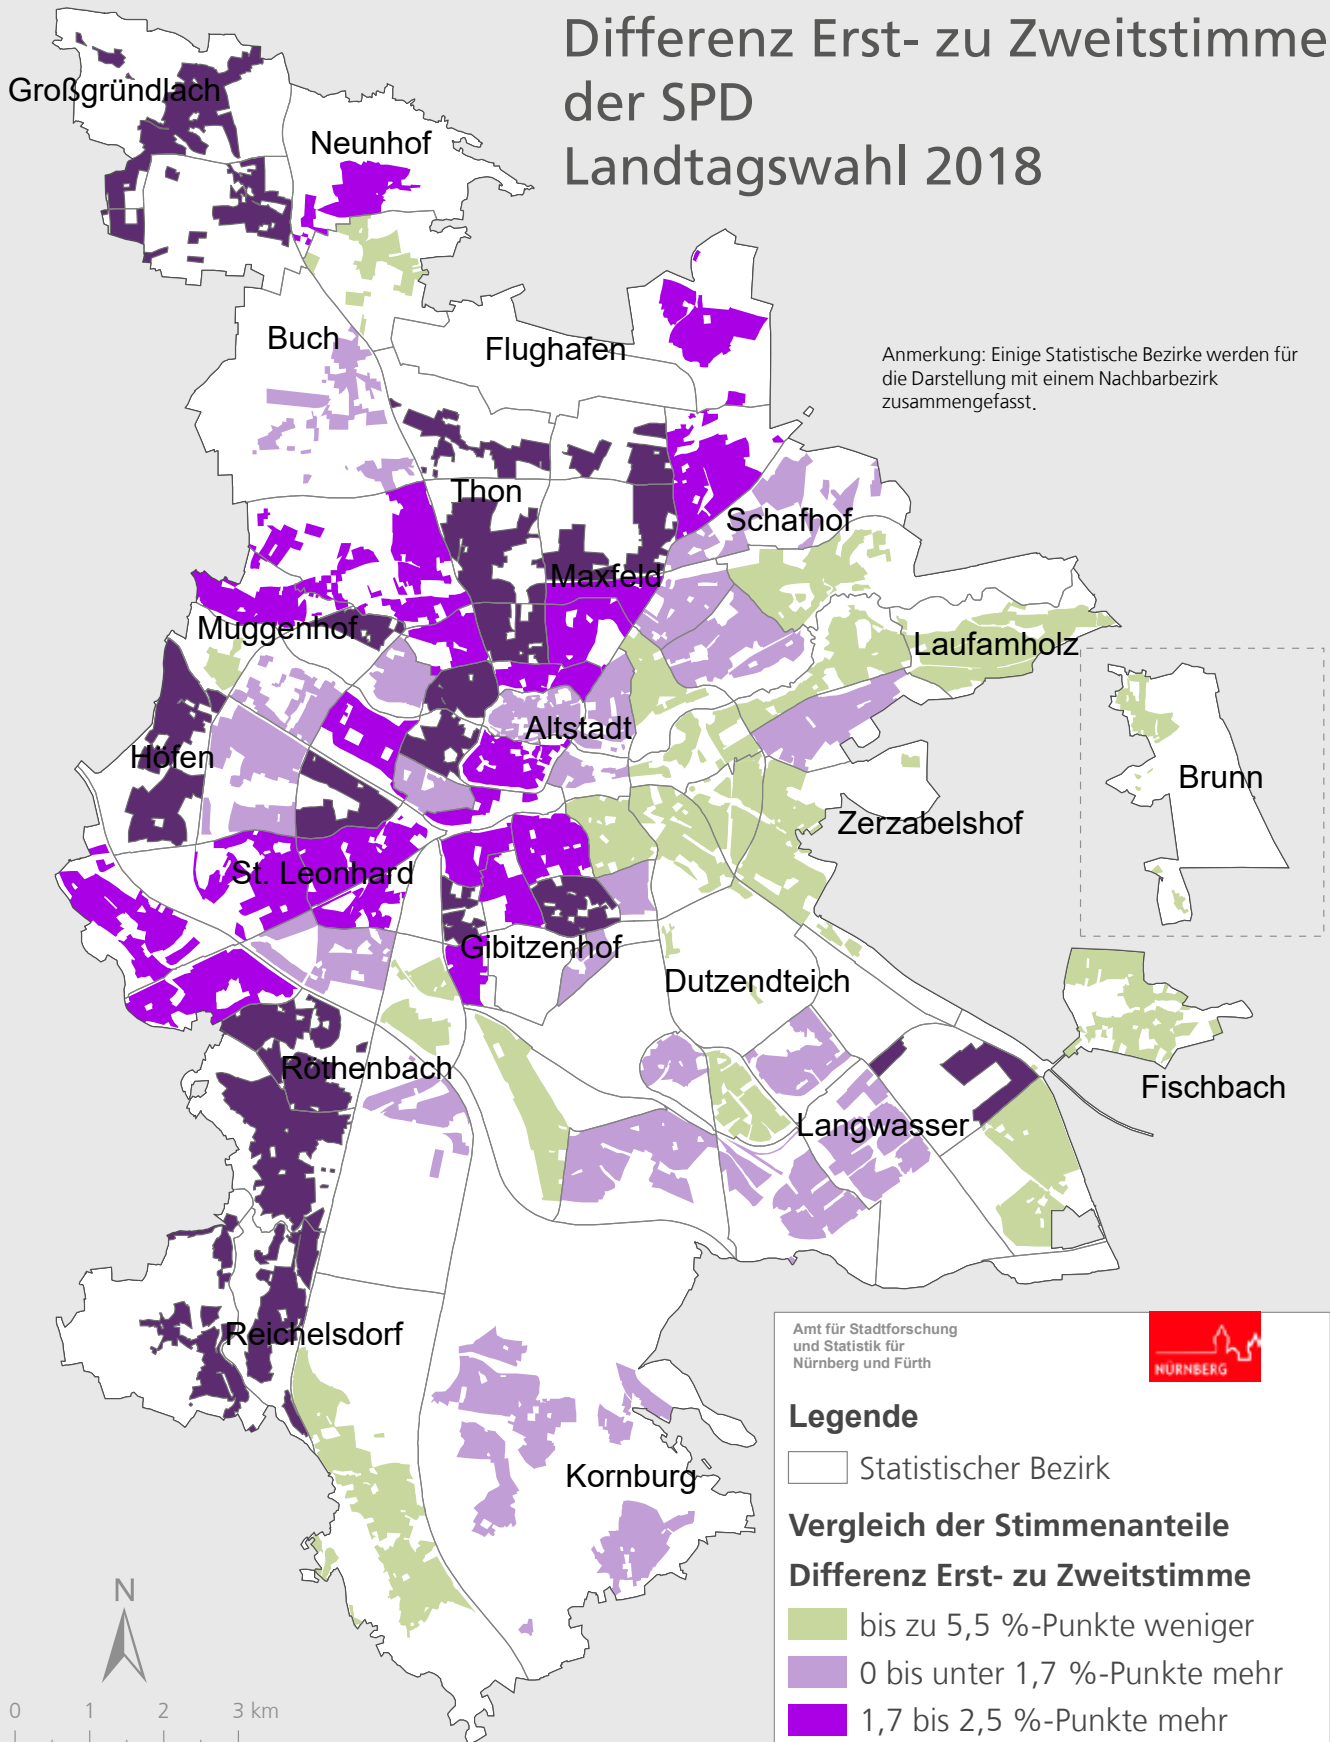 Differenz Erst- zu Zweitstimme
der SPD
Landtagswahl 2018
Großgründlach
Neunhof
Buch
Flughafen
Anmerkung: Einige Statistische Bezirke werden für
die Darstellung mit einem Nachbarbezirk
zusammengefasst.
Thon
Schafhof
Maxfeld
Muggenhof
Laufamholz
Altstadt
Höfen
Brunn
Zerzabelshof
St. Leonhard
Gibitzenhof
Dutzendteich
Röthenbach
Fischbach
Langwasser
Reichelsdorf
Kornburg
Amt für Stadtforschung
und Statistik für
Nürnberg und Fürth
NÜRNBERG
Legende
Statistischer Bezirk
Vergleich der Stimmenanteile
Differenz Erst- zu Zweitstimme
bis zu 5,5 %-Punkte weniger
0 bis unter 1,7 %-Punkte mehr
1,7 bis 2,5 %-Punkte mehr
N
0 1 2 3 km